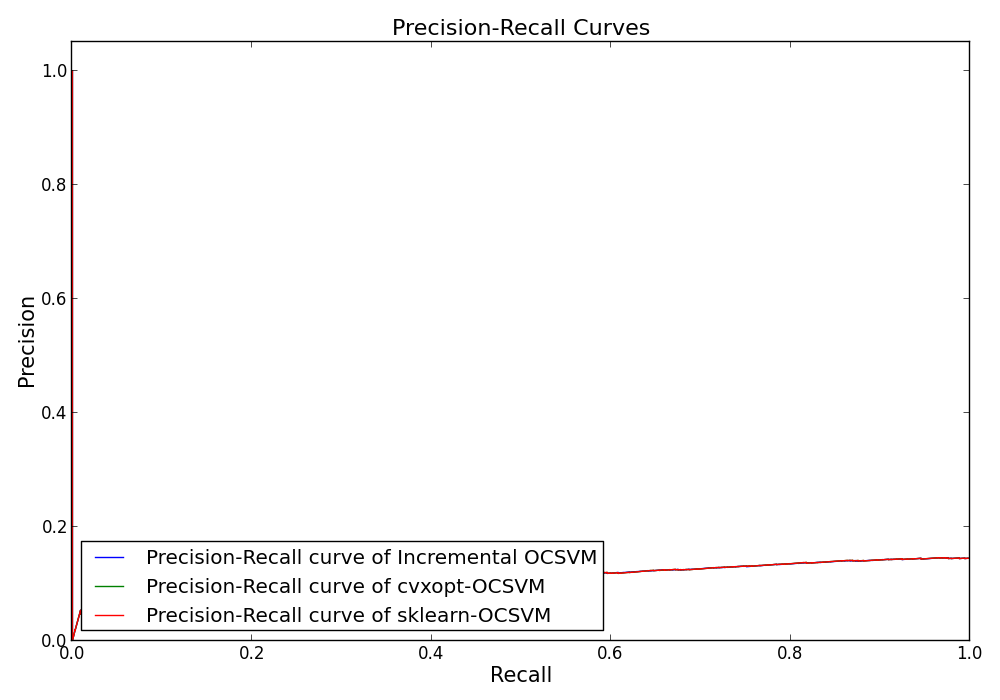 Precision-Recall Curves
1.0
0.8
0.6
0.4
0.2
0.0
Precision
Precision-Recall curve of Incremental OCSVM
Precision-Recall curve of cvxopt-OCSVM
Precision-Recall curve of sklearn-OCSVM
0.0 0.2 0.4 0.6 0.8 1.0
Recall